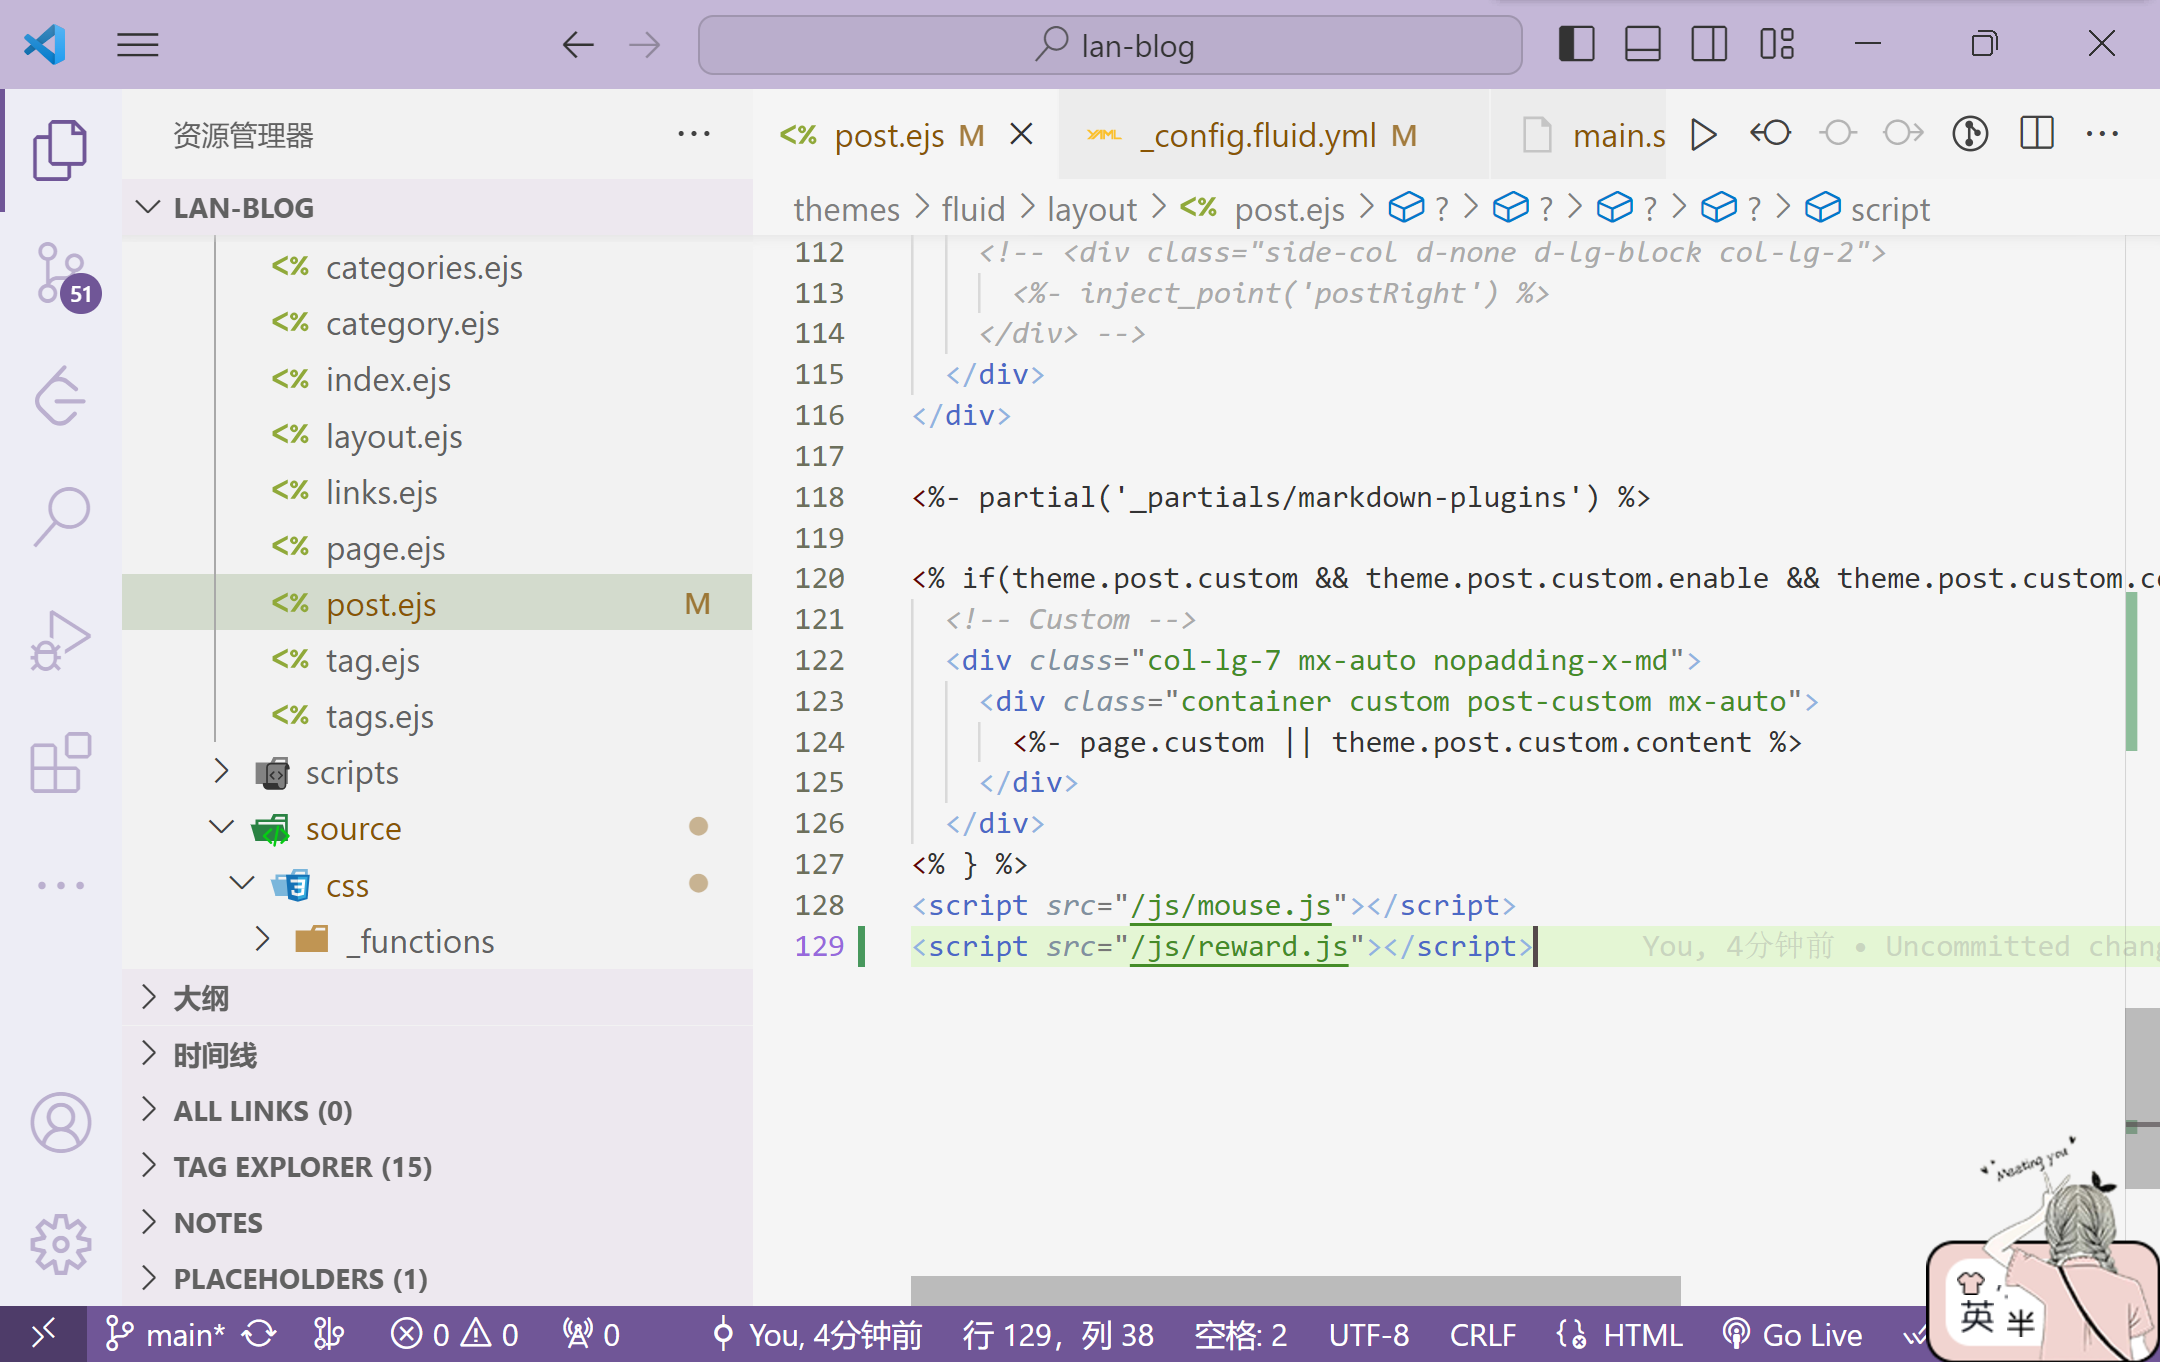 lan-blog
资源管理器
post.ejs M
_config.fluid.yml M
main.s
51
LAN-BLOG
themes > fluid > layout > post.ejs > ? > ? > ? > ? > script
categories.ejs
category.ejs
index.ejs
layout.ejs
links.ejs
page.ejs
post.ejs M
tag.ejs
tags.ejs
scripts
source
css
_functions
大纲
时间线
ALL LINKS (0)
TAG EXPLORER (15)
NOTES
PLACEHOLDERS (1)
112 <!-- <div class="side-col d-none d-lg-block col-lg-2">
113 <%- inject_point('postRight') %>
114 </div> -->
115 </div>
116 </div>
117
118 <%- partial('_partials/markdown-plugins') %>
119
120 <% if(theme.post.custom && theme.post.custom.enable && theme.post.custom.co
121 <!-- Custom -->
122 <div class="col-lg-7 mx-auto nopadding-x-md">
123 <div class="container custom post-custom mx-auto">
124 <%- page.custom || theme.post.custom.content %>
125 </div>
126 </div>
127 <% } %>
128 <script src="/js/mouse.js"></script>
129 <script src="/js/reward.js"></script> You, 4分钟前 • Uncommitted chang
Meeting you
英 ’, 半
main* 0 0 0 You, 4分钟前 行 129，列 38 空格: 2 UTF-8 CRLF HTML Go Live